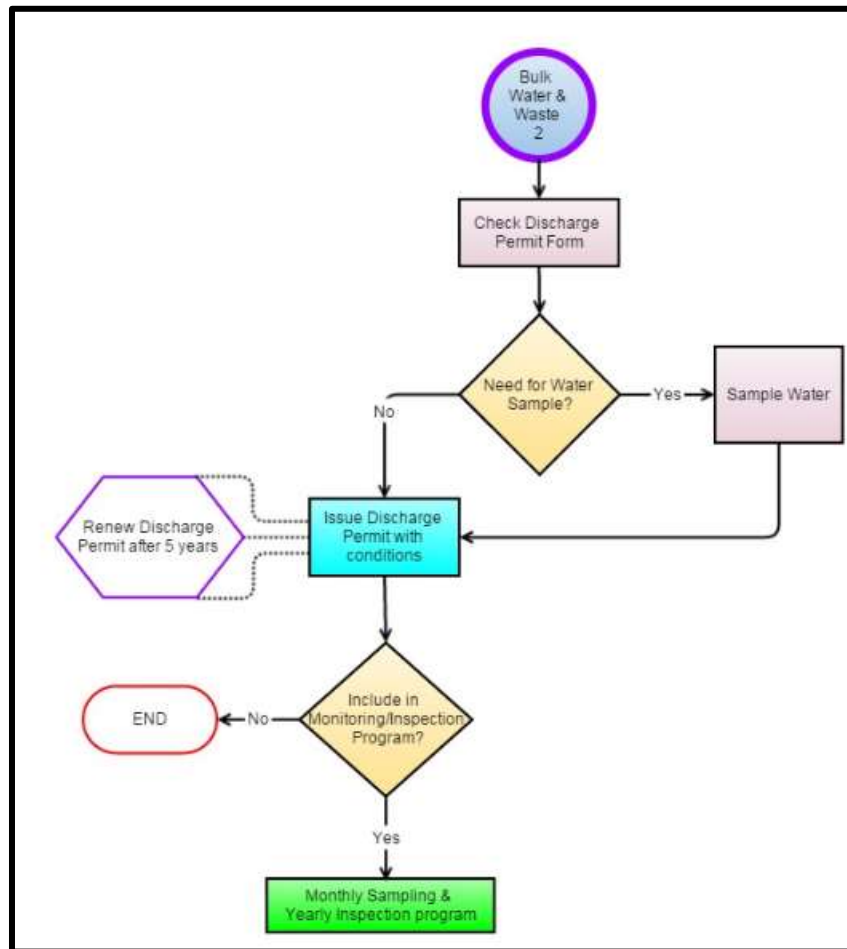 Bulk
Water &
Waste
2
Check Discharge
Permit Form
Need for Water
Sample?
Yes
Sample Water
No
Renew Discharge
Permit after 5 years
Issue Discharge
Permit with
conditions
Include in
Monitoring/Inspection
Program?
No
END
Yes
Monthly Sampling &
Yearly Inspection program